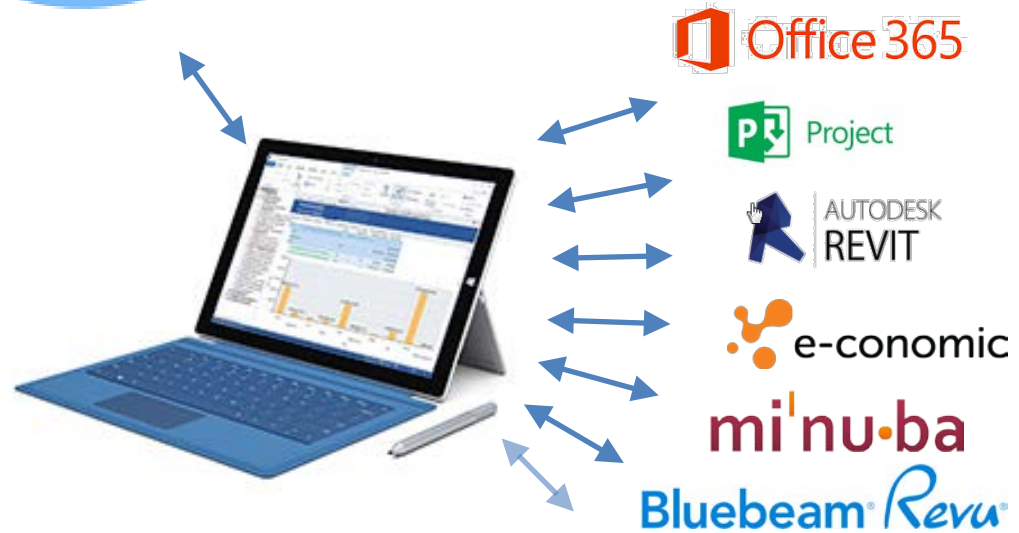 Office 365
P Project
AUTODESK
REVIT
e-conomic
mi'nu·ba
Bluebeam® Revu®